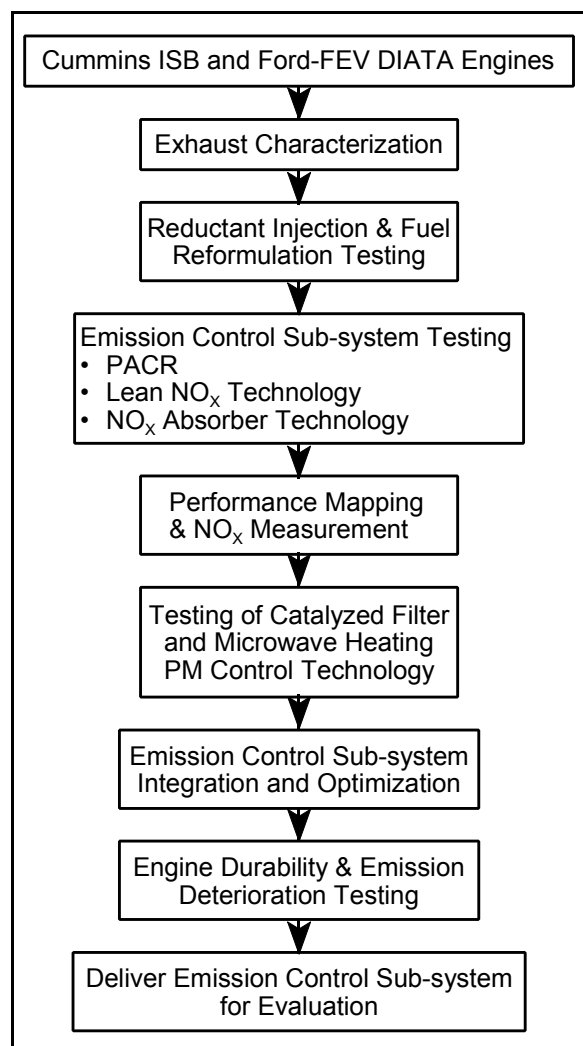 Cummins ISB and Ford-FEV DIATA Engines
Exhaust Characterization
Reductant Injection & Fuel
Reformulation Testing
Emission Control Sub-system Testing
• PACR
• Lean NOX Technology
• NOX Absorber Technology
Performance Mapping
& NOX Measurement
Testing of Catalyzed Filter
and Microwave Heating
PM Control Technology
Emission Control Sub-system
Integration and Optimization
Engine Durability & Emission
Deterioration Testing
Deliver Emission Control Sub-system
for Evaluation